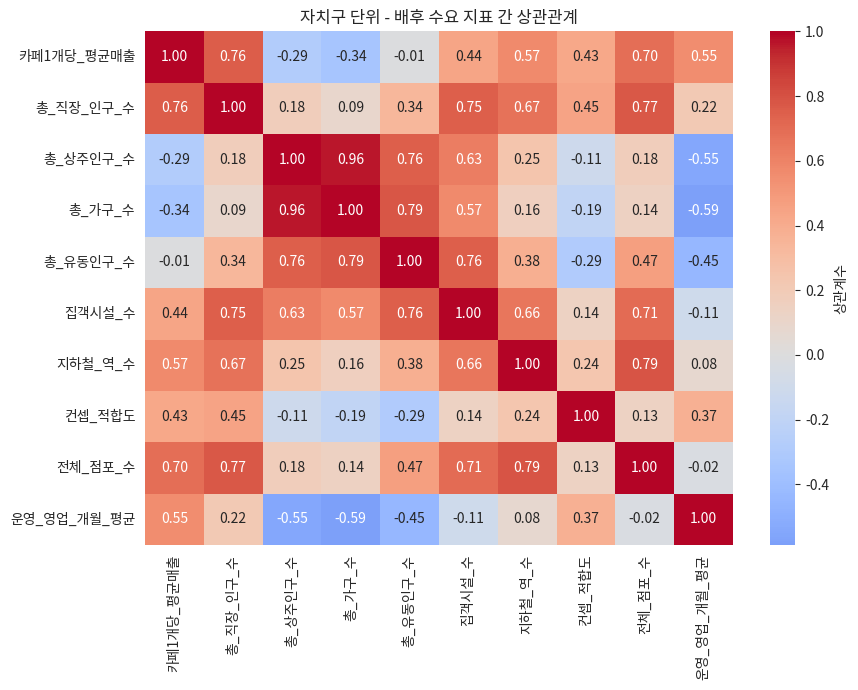 자치구 단위 - 배후 수요 지표 간 상관관계
카페1개당_평균매출 1.00 0.76 -0.29 -0.34 -0.01 0.44 0.57 0.43 0.70 0.55
총_직장_인구_수 0.76 1.00 0.18 0.09 0.34 0.75 0.67 0.45 0.77 0.22
총_상주인구_수 -0.29 0.18 1.00 0.96 0.76 0.63 0.25 -0.11 0.18 -0.55
총_가구_수 -0.34 0.09 0.96 1.00 0.79 0.57 0.16 -0.19 0.14 -0.59
총_유동인구_수 -0.01 0.34 0.76 0.79 1.00 0.76 0.38 -0.29 0.47 -0.45
집객시설_수 0.44 0.75 0.63 0.57 0.76 1.00 0.66 0.14 0.71 -0.11
지하철_역_수 0.57 0.67 0.25 0.16 0.38 0.66 1.00 0.24 0.79 0.08
컨셉_적합도 0.43 0.45 -0.11 -0.19 -0.29 0.14 0.24 1.00 0.13 0.37
전체_점포_수 0.70 0.77 0.18 0.14 0.47 0.71 0.79 0.13 1.00 -0.02
운영_영업_개월_평균 0.55 0.22 -0.55 -0.59 -0.45 -0.11 0.08 0.37 -0.02 1.00
카페1개당_평균매출
총_직장_인구_수
총_상주인구_수
총_가구_수
총_유동인구_수
집객시설_수
지하철_역_수
컨셉_적합도
전체_점포_수
운영_영업_개월_평균
1.0
0.8
0.6
0.4
0.2
0.0
-0.2
-0.4
상관계수